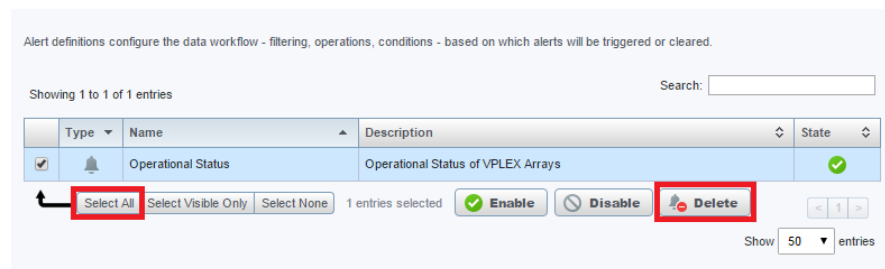 Alert definitions configure the data workflow - filtering, operations, conditions - based on which alerts will be triggered or cleared.
Search:
Showing 1 to 1 of 1 entries
Type Name Description State
Operational Status Operational Status of VPLEX Arrays
Select All Select Visible Only Select None 1 entries selected Enable Disable Delete < 1 >
Show 50 entries